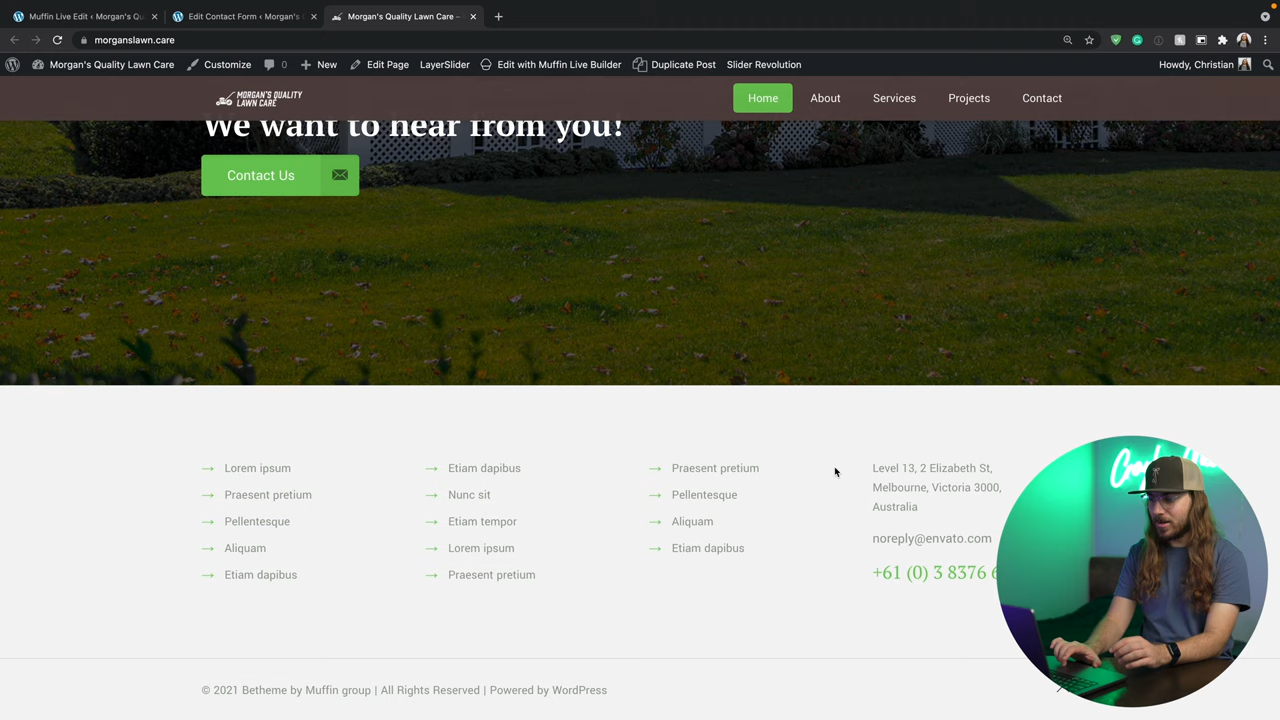 Muffin Live Edit ‹ Morgan's Qu
Edit Contact Form ‹ Morgan's Q
Morgan's Quality Lawn Care –
morganslawn.care
Morgan's Quality Lawn Care
Customize
0
New
Edit Page
LayerSlider
Edit with Muffin Live Builder
Duplicate Post
Slider Revolution
Howdy, Christian
MORGAN'S QUALITY
LAWN CARE
Home
About
Services
Projects
Contact
We want to hear from you!
Contact Us
Lorem ipsum
Praesent pretium
Pellentesque
Aliquam
Etiam dapibus
Etiam dapibus
Nunc sit
Etiam tempor
Lorem ipsum
Praesent pretium
Praesent pretium
Pellentesque
Aliquam
Etiam dapibus
Level 13, 2 Elizabeth St,
Melbourne, Victoria 3000,
Australia
noreply@envato.com
+61 (0) 3 8376
© 2021 Betheme by Muffin group | All Rights Reserved | Powered by WordPress